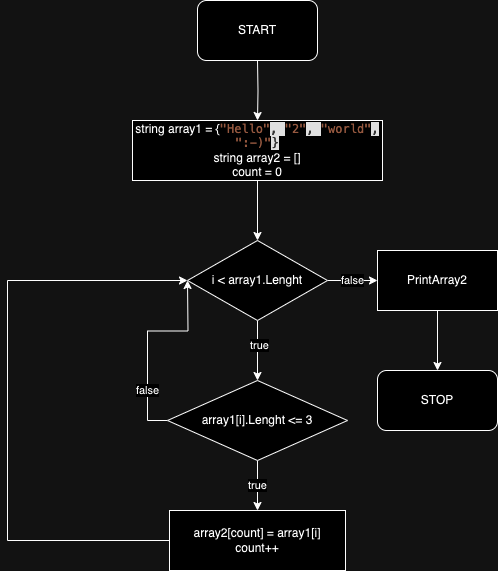 START
string array1 = {"Hello", "2", "world",
":-)"}
string array2 = []
count = 0
i < array1.Lenght
false
PrintArray2
true
STOP
false
array1[i].Lenght <= 3
true
array2[count] = array1[i]
count++